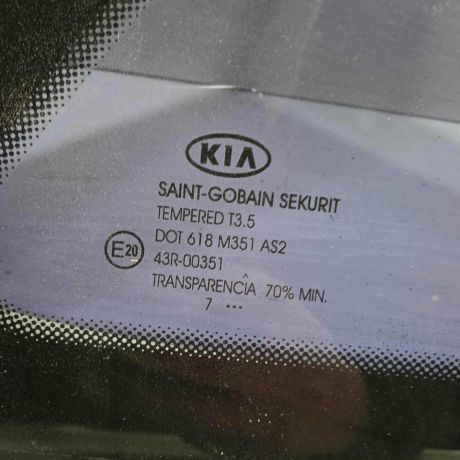 KIA
SAINT-GOBAIN SEKURIT
TEMPERED T3.5
DOT 618 M351 AS2
E20 43R-00351
TRANSPARENCÎA 70% MIN.
7 ...